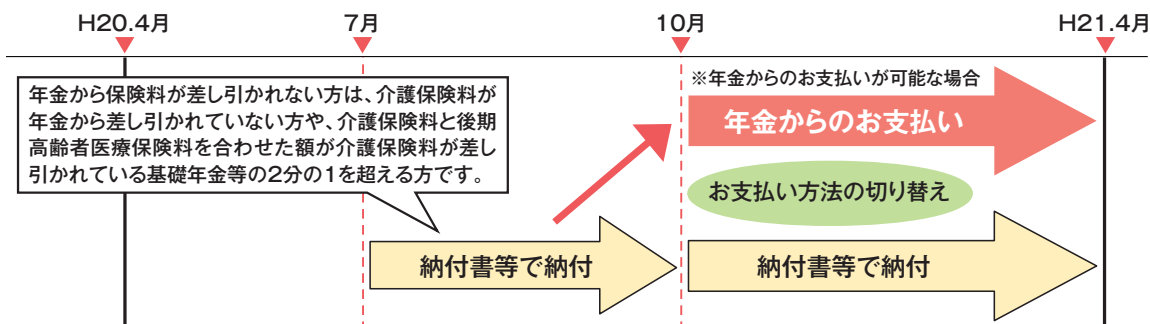 H20.4月
7月
10月
H21.4月
年金から保険料が差し引かれない方は、介護保険料が
年金から差し引かれていない方や、介護保険料と後期
高齢者医療保険料を合わせた額が介護保険料が差し
引かれている基礎年金等の2分の1を超える方です。
※年金からのお支払いが可能な場合
年金からのお支払い
お支払い方法の切り替え
納付書等で納付
納付書等で納付